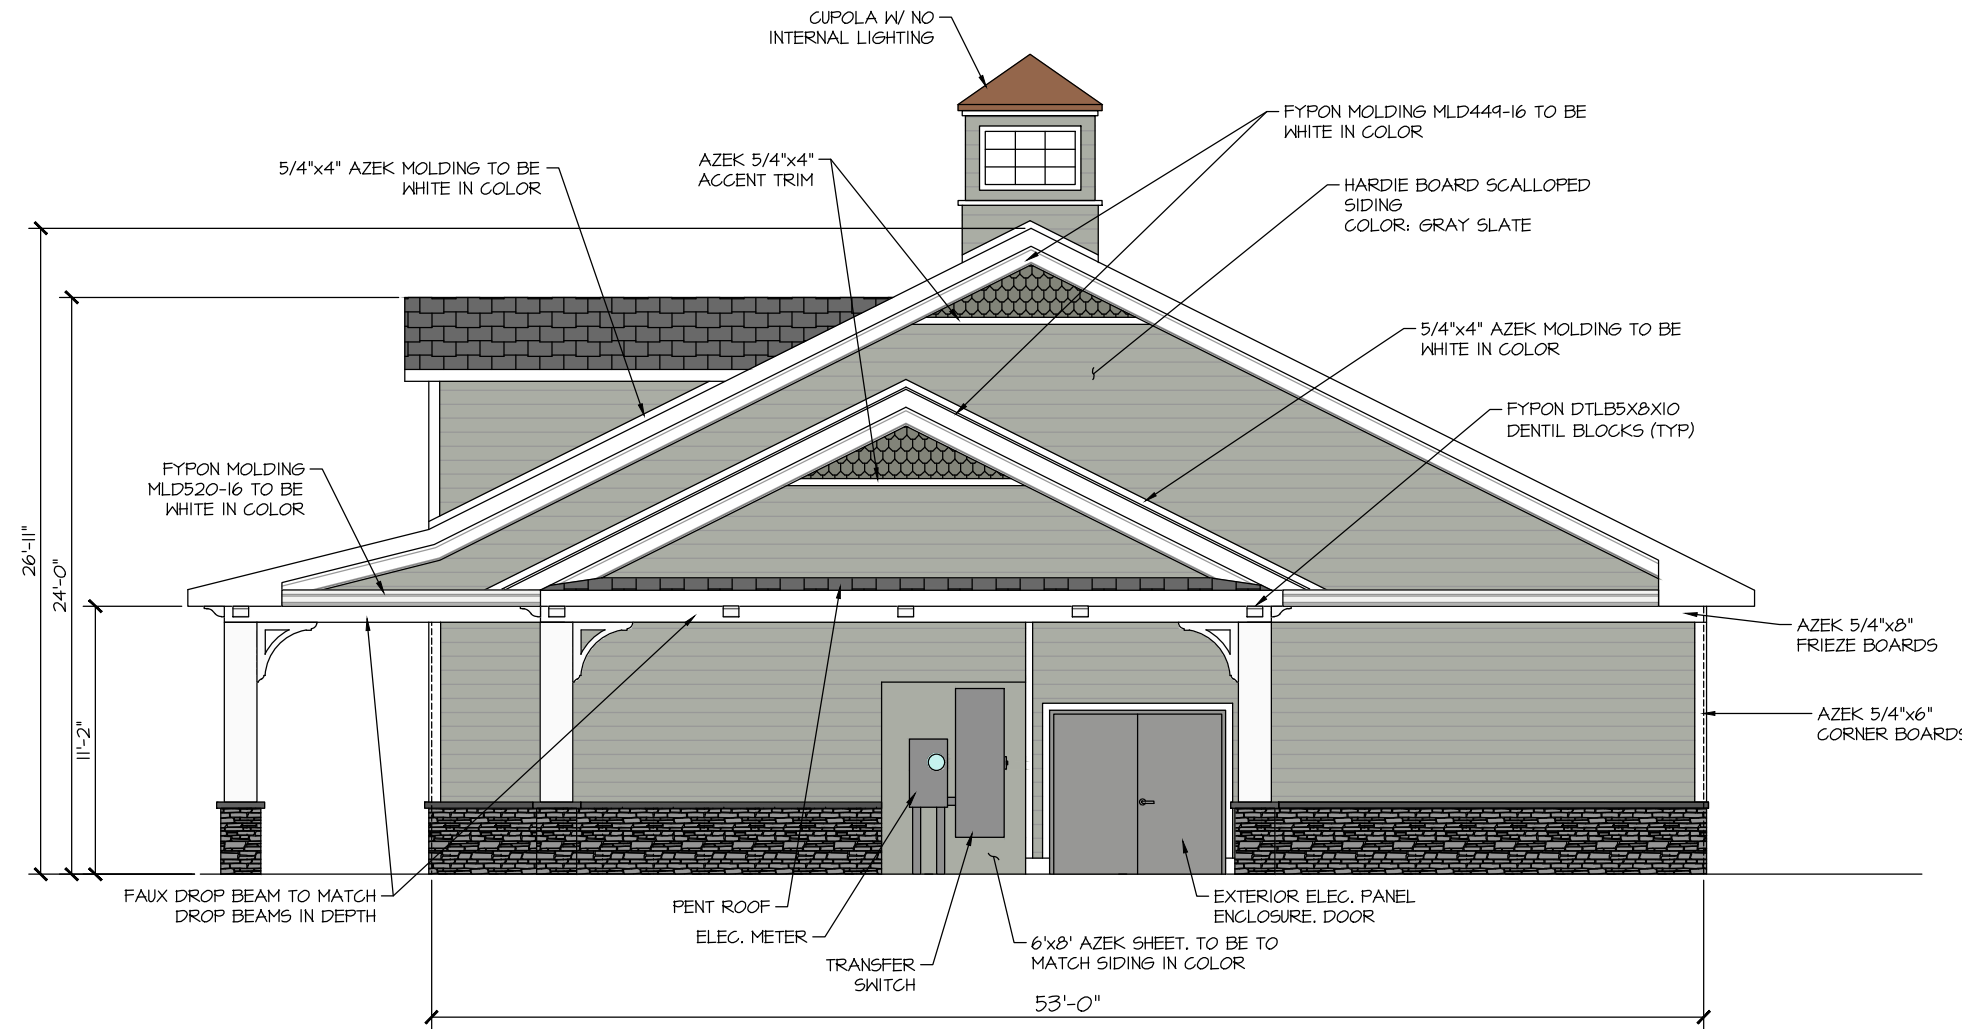 CUPOLA W/ NO
INTERNAL LIGHTING
FYPON MOLDING MLD449-16 TO BE
WHITE IN COLOR
5/4"x4" AZEK MOLDING TO BE
WHITE IN COLOR
AZEK 5/4"x4"
ACCENT TRIM
HARDIE BOARD SCALLOPED
SIDING
COLOR: GRAY SLATE
5/4"x4" AZEK MOLDING TO BE
WHITE IN COLOR
FYPON DTLB5X8X10
DENTIL BLOCKS (TYP)
FYPON MOLDING
MLD520-16 TO BE
WHITE IN COLOR
26'-11"
24'-0"
11'-2"
AZEK 5/4"x8"
FRIEZE BOARDS
AZEK 5/4"x6"
CORNER BOARDS
FAUX DROP BEAM TO MATCH
DROP BEAMS IN DEPTH
PENT ROOF
ELEC. METER
TRANSFER
SWITCH
EXTERIOR ELEC. PANEL
ENCLOSURE. DOOR
6'x8' AZEK SHEET. TO BE TO
MATCH SIDING IN COLOR
53'-0"